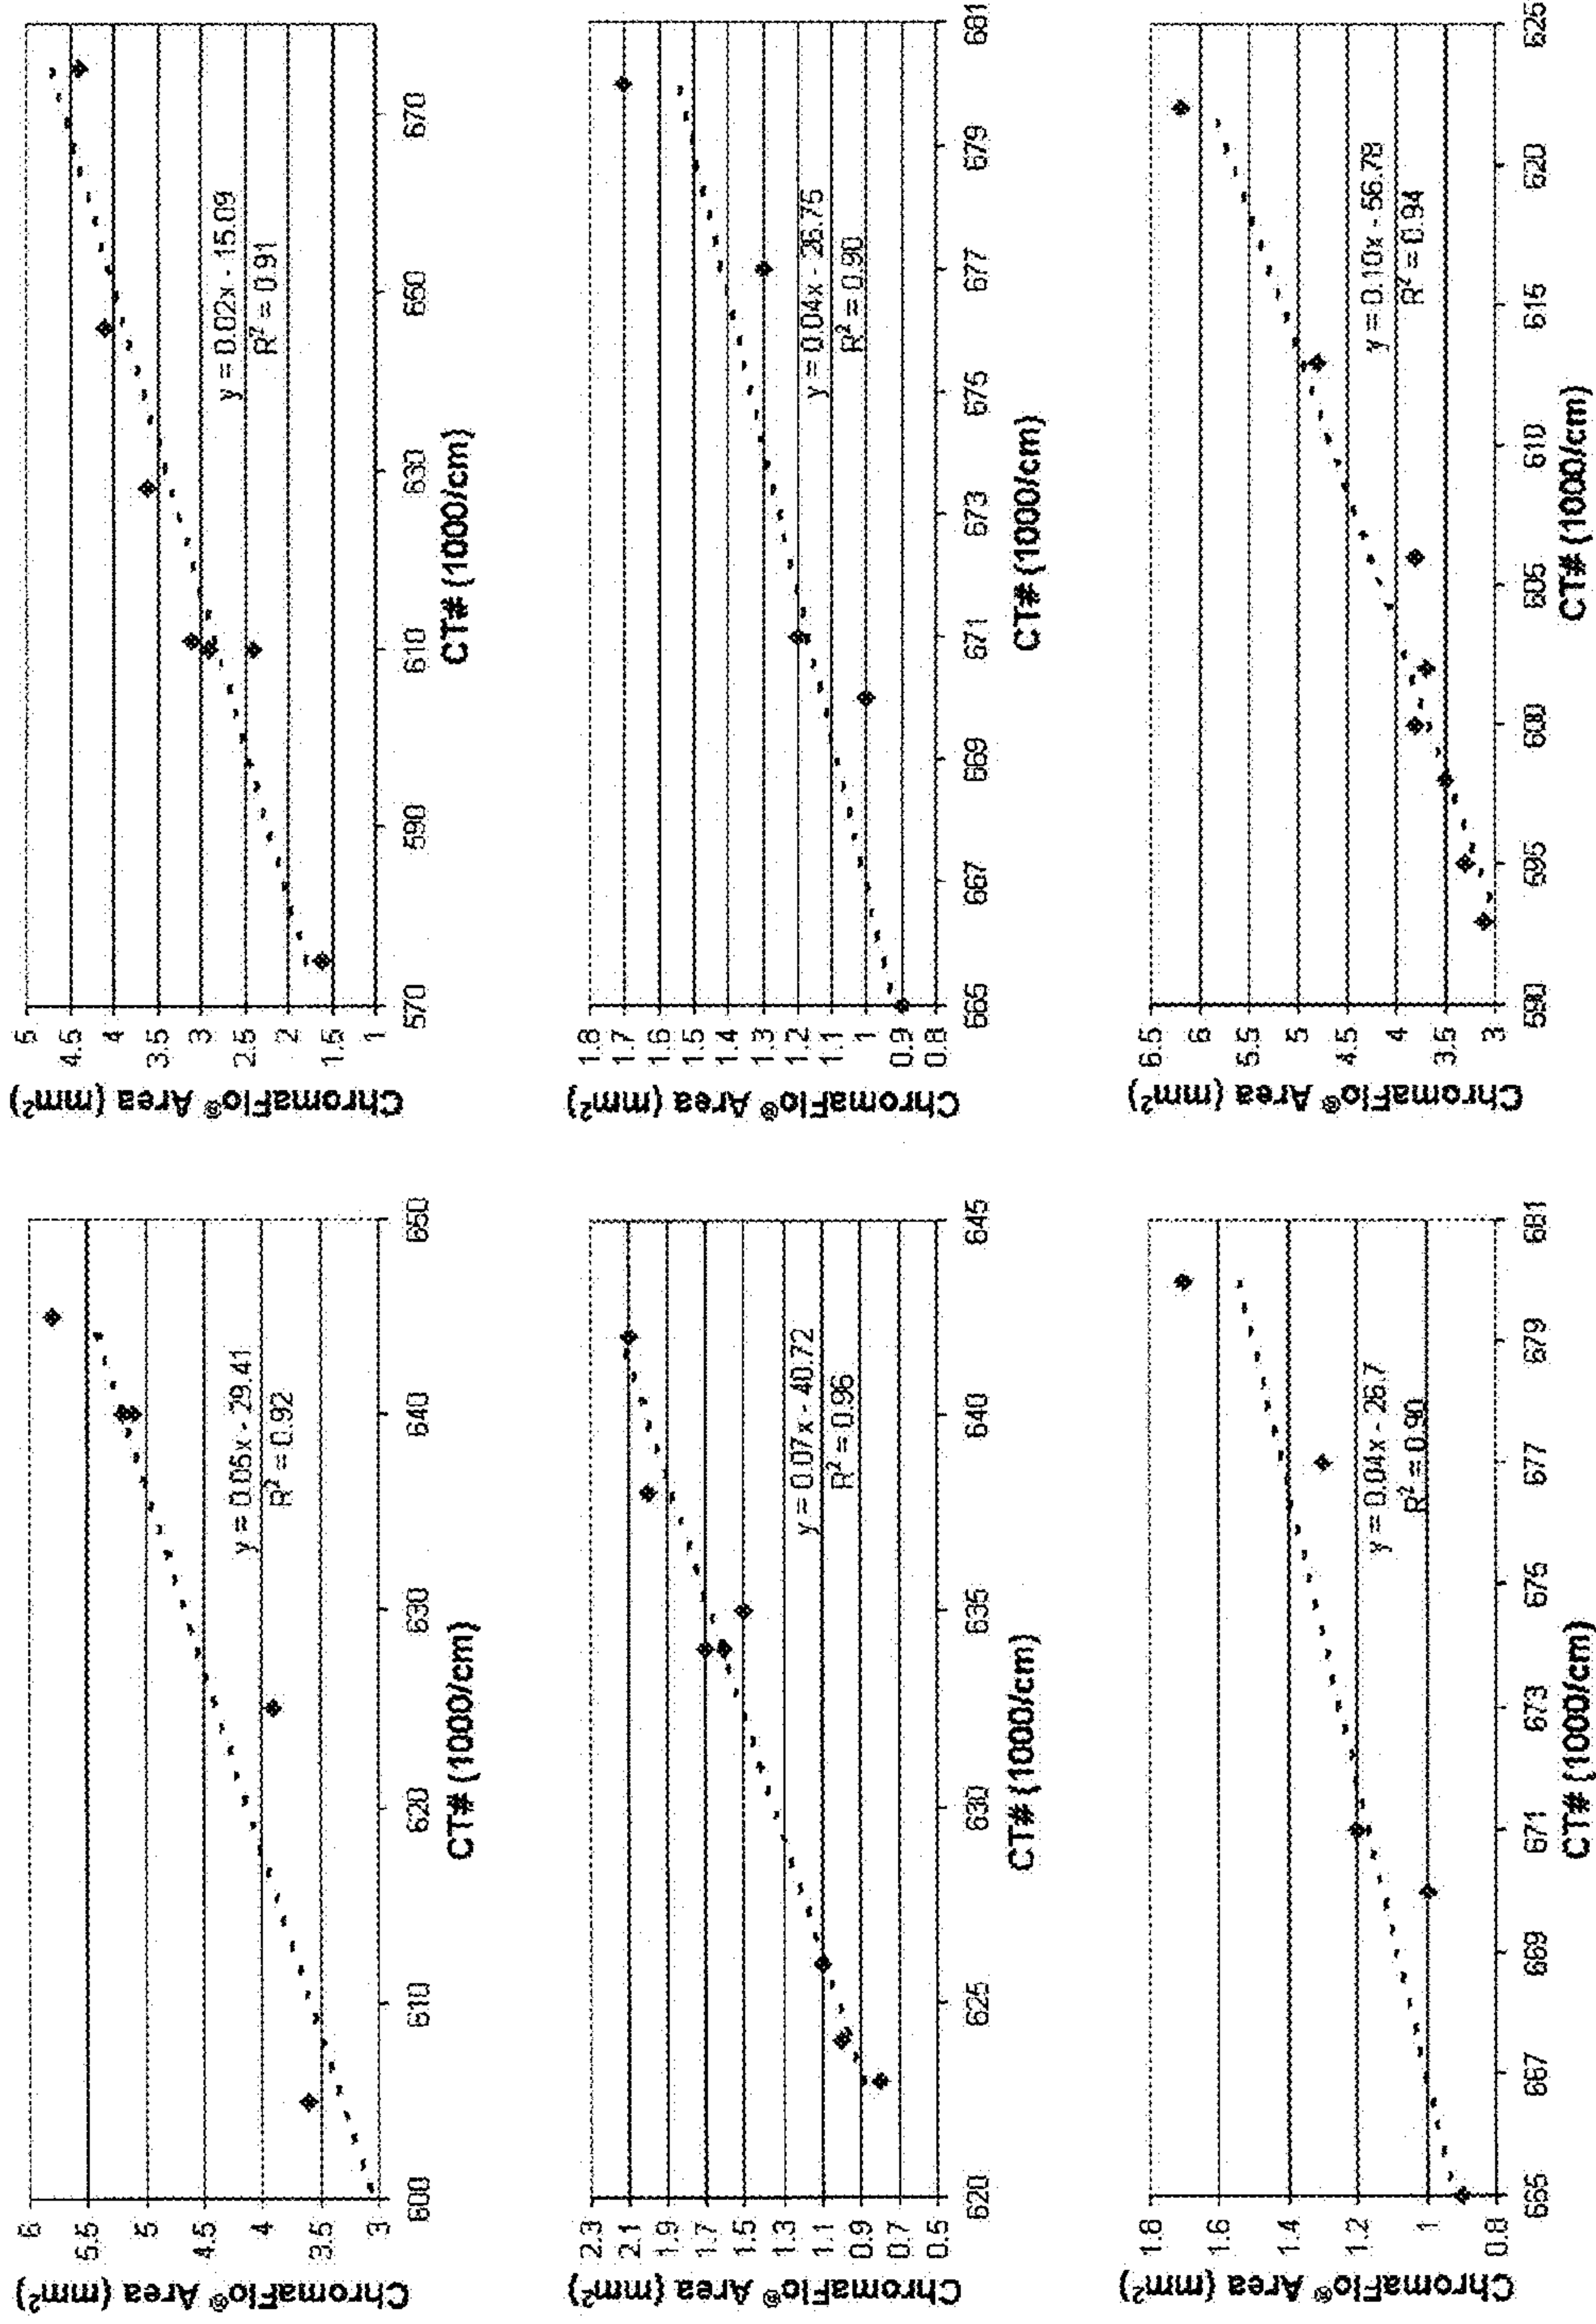 ChromaFlo® Area (mm²)
6
5.5
5
4.5
4
3.5
3
y = 0.05x - 29.41
R² = 0.92
600 610 620 630 640 650
CT# (1000/cm)
ChromaFlo® Area (mm²)
5
4.5
4
3.5
3
2.5
2
1.5
1
y = 0.02x - 15.09
R² = 0.91
570 590 610 630 650 670
CT# (1000/cm)
ChromaFlo® Area (mm²)
2.3
2.1
1.9
1.7
1.5
1.3
1.1
0.9
0.7
0.5
y = 0.07x - 40.72
R² = 0.96
620 625 630 635 640 645
CT# (1000/cm)
ChromaFlo® Area (mm²)
1.8
1.7
1.6
1.5
1.4
1.3
1.2
1.1
1
0.9
0.8
y = 0.04x - 26.75
R² = 0.90
665 667 669 671 673 675 677 679 681
CT# (1000/cm)
ChromaFlo® Area (mm²)
1.8
1.6
1.4
1.2
1
0.8
y = 0.04x - 26.7
R² = 0.90
665 667 669 671 673 675 677 679 681
CT# (1000/cm)
ChromaFlo® Area (mm²)
6.5
6
5.5
5
4.5
4
3.5
3
y = 0.10x - 56.78
R² = 0.94
590 595 600 605 610 615 620 625
CT# (1000/cm)